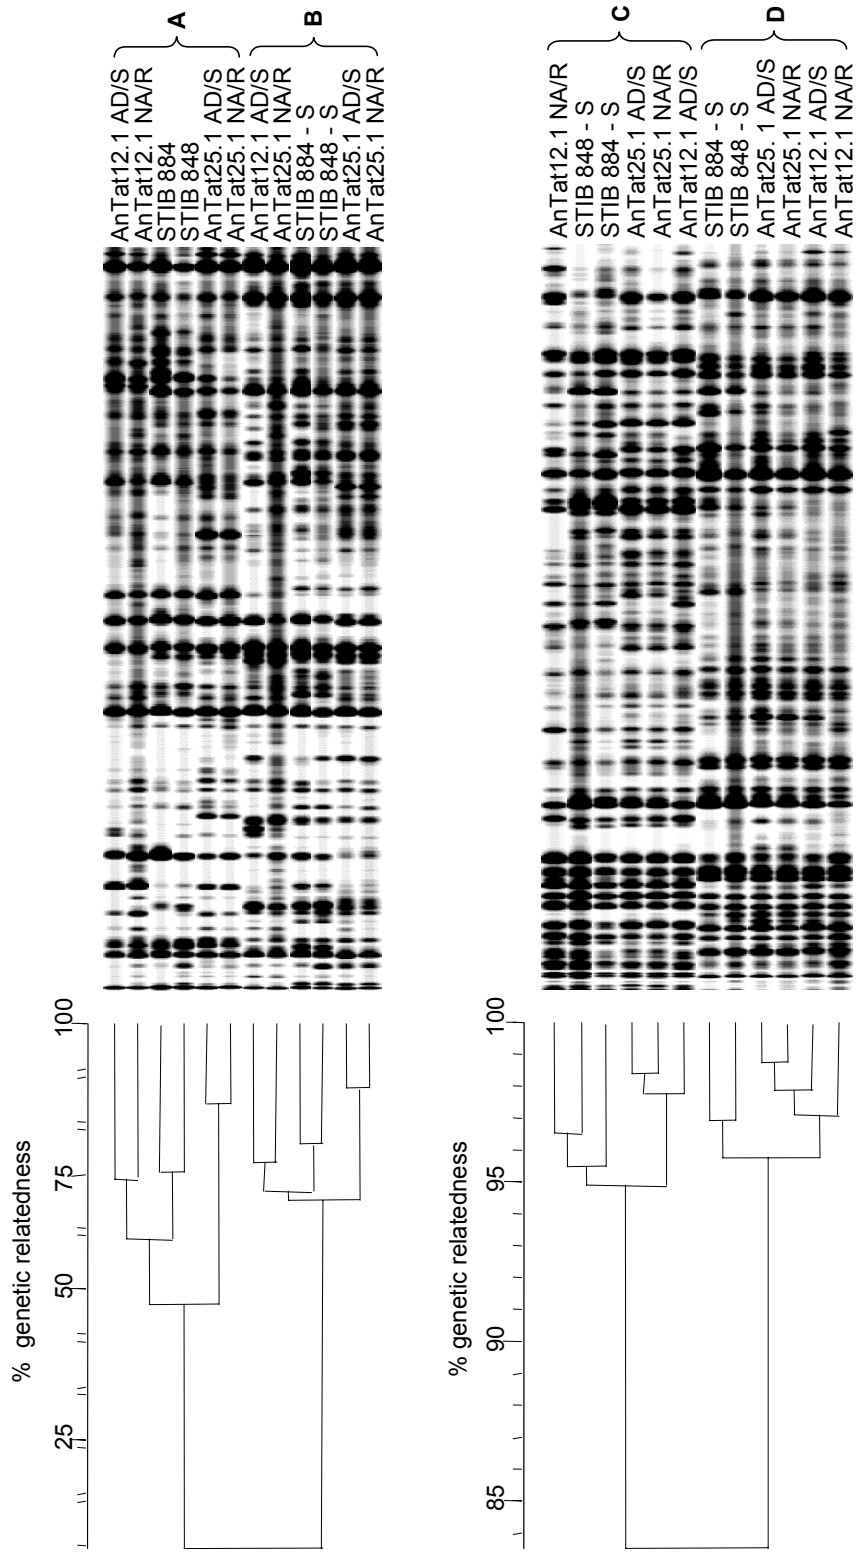 % genetic relatedness
25
50
75
100
AnTat12.1 AD/S
AnTat12.1 NA/R
STIB 884
STIB 848
AnTat25.1 AD/S
AnTat25.1 NA/R
A
AnTat12.1 AD/S
AnTat25.1 NA/R
STIB 884 - S
STIB 848 - S
AnTat25.1 AD/S
AnTat25.1 NA/R
B
% genetic relatedness
85
90
95
100
AnTat12.1 NA/R
STIB 848 - S
STIB 884 - S
AnTat25.1 AD/S
AnTat25.1 NA/R
AnTat12.1 AD/S
C
STIB 884 - S
STIB 848 - S
AnTat25. 1 AD/S
AnTat25.1 NA/R
AnTat12.1 AD/S
AnTat12.1 NA/R
D